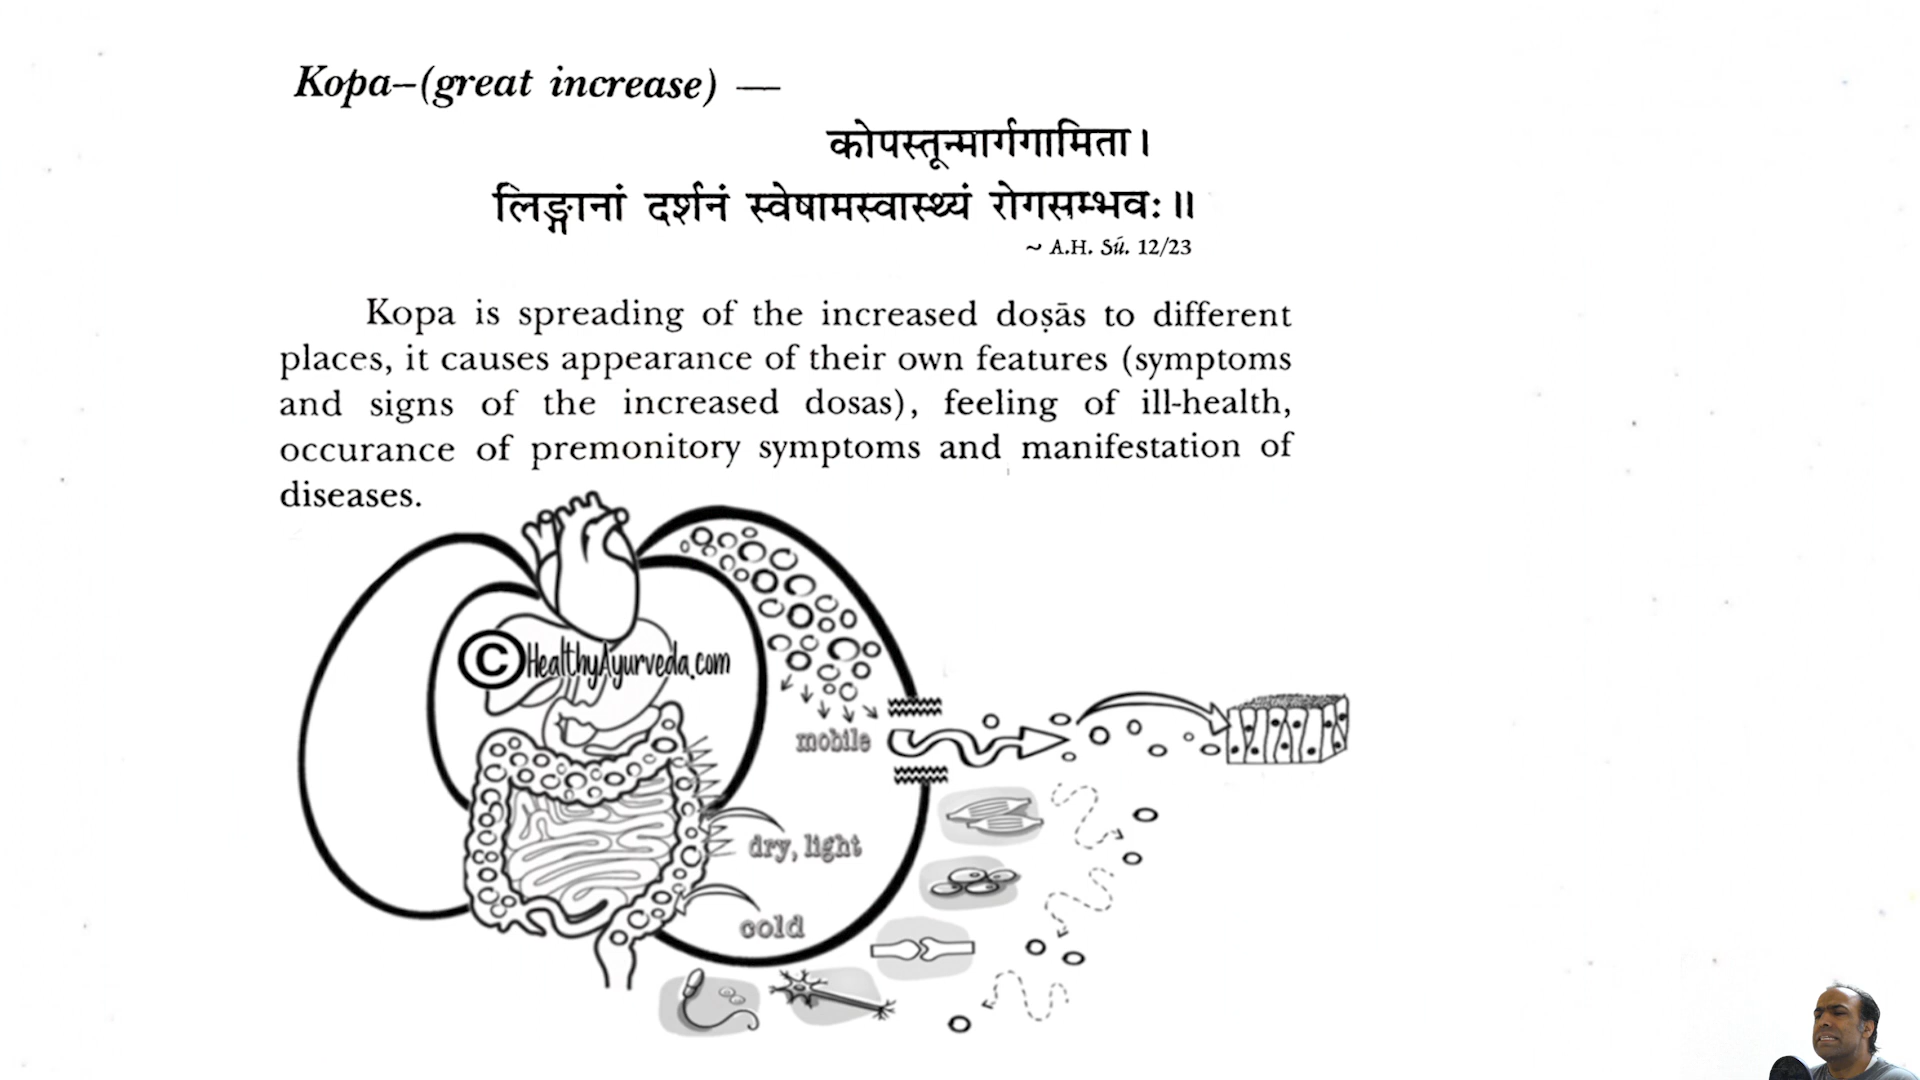 Kopa–(great increase) —
कोपस्तून्मार्गगामिता।
लिङ्गानां दर्शनं स्वेषामस्वास्थ्यं रोगसम्भवः॥
~ A.H. Sū. 12/23
Kopa is spreading of the increased doṣās to different
places, it causes appearance of their own features (symptoms
and signs of the increased dosas), feeling of ill-health,
occurance of premonitory symptoms and manifestation of
diseases.
©HealthyAyurveda.com
mobile
dry, light
cold